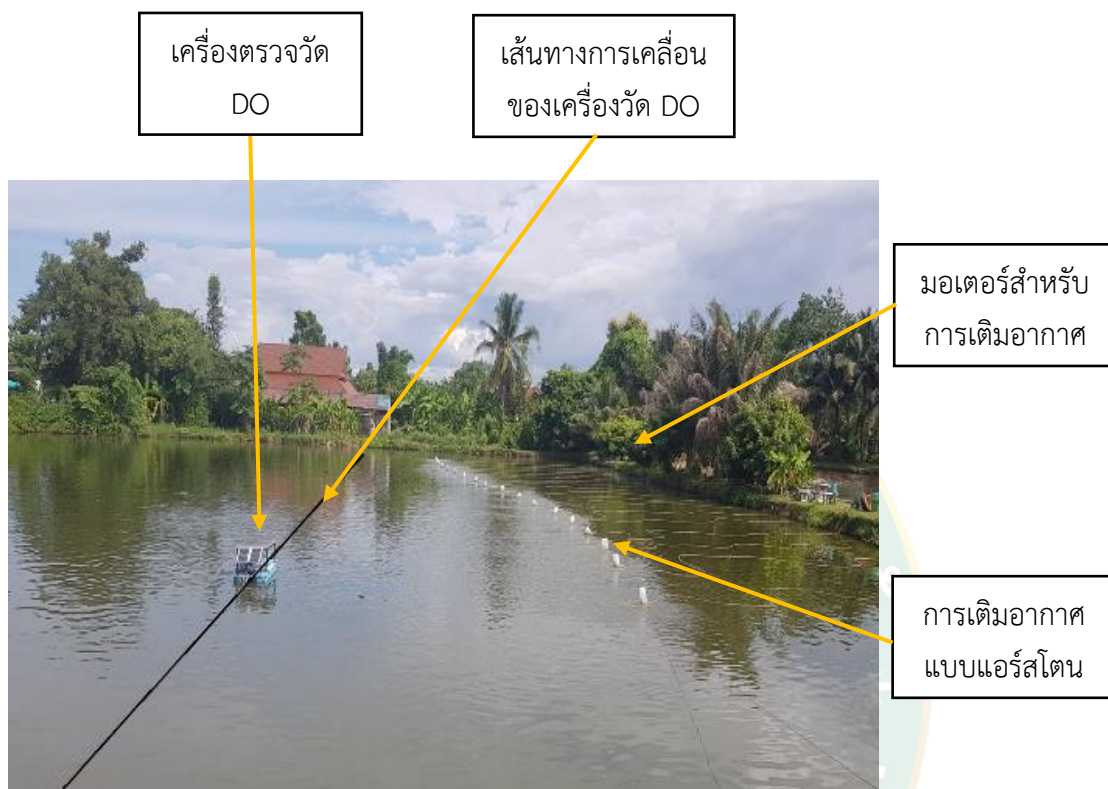 เครื่องตรวจวัด
DO
เส้นทางการเคลื่อน
ของเครื่องวัด DO
มอเตอร์สำหรับ
การเติมอากาศ
การเติมอากาศ
แบบแอร์สโตน